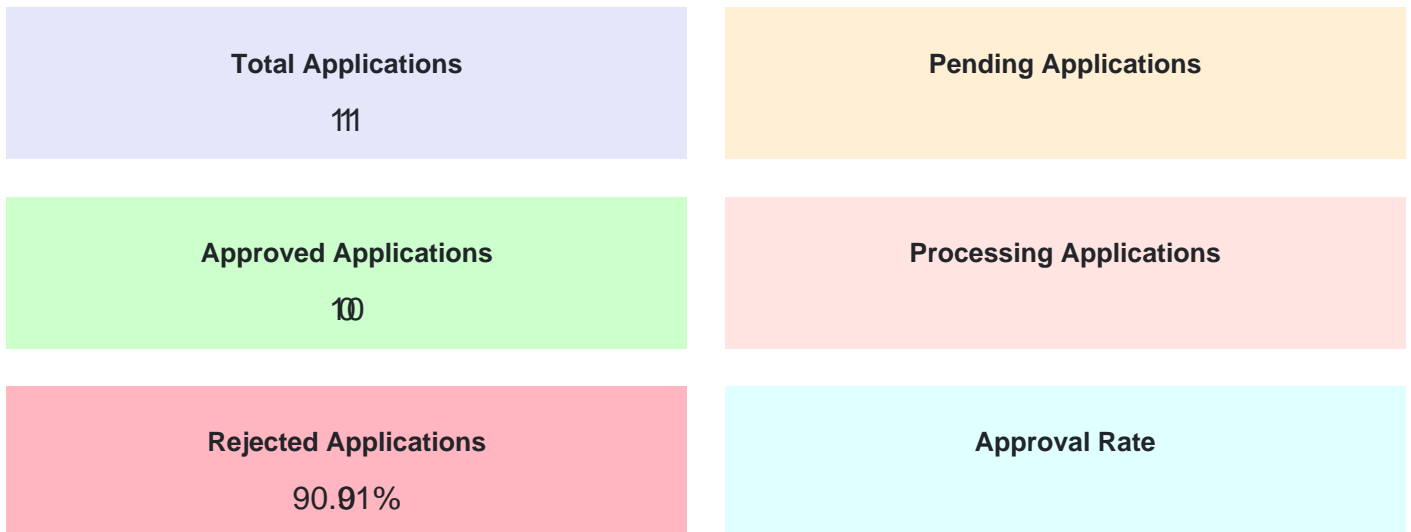 Total Applications
Pending Applications
111
Approved Applications
Processing Applications
100
Rejected Applications
Approval Rate
90.91%